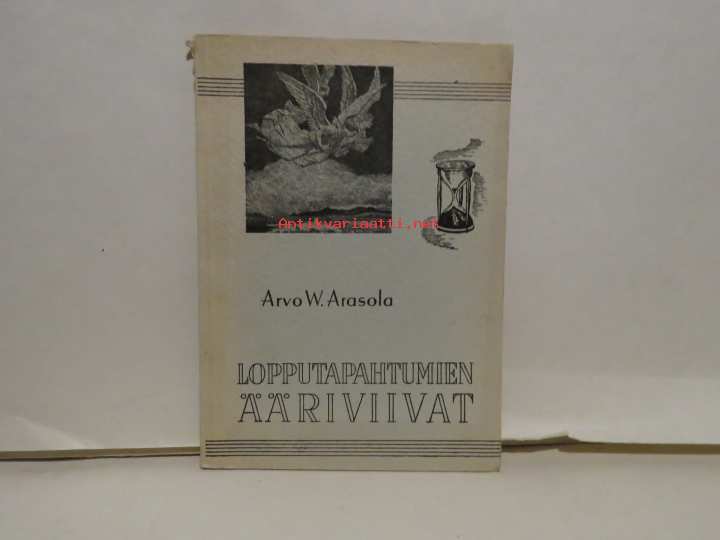 Antikvariaatti.net
Arvo W. Arasola
LOPPUTAPAHTUMIEN
ÄÄRIVIIVAT